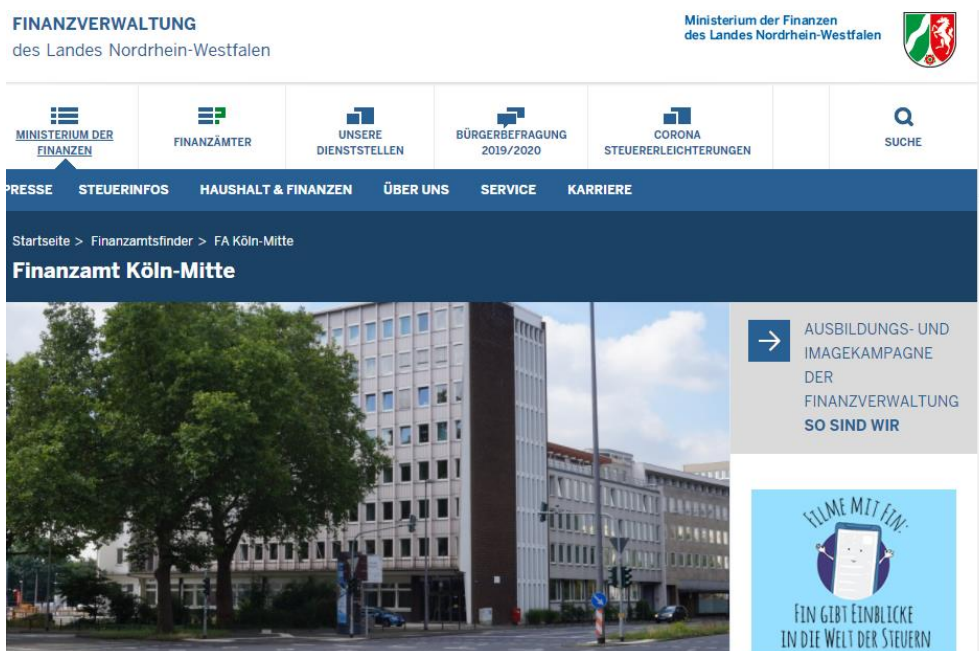 FINANZVERWALTUNG
des Landes Nordrhein-Westfalen
Ministerium der Finanzen
des Landes Nordrhein-Westfalen
MINISTERIUM DER
FINANZEN
FINANZÄMTER
UNSERE
DIENSTSTELLEN
BÜRGERBEFRAGUNG
2019/2020
CORONA
STEUERERLEICHTERUNGEN
SUCHE
PRESSE STEUERINFOS HAUSHALT & FINANZEN ÜBER UNS SERVICE KARRIERE
Startseite > Finanzamtsfinder > FA Köln-Mitte
Finanzamt Köln-Mitte
AUSBILDUNGS- UND
IMAGEKAMPAGNE
DER
FINANZVERWALTUNG
SO SIND WIR
FILME MIT FIN:
FIN GIBT EINBLICKE
IN DIE WELT DER STEUERN